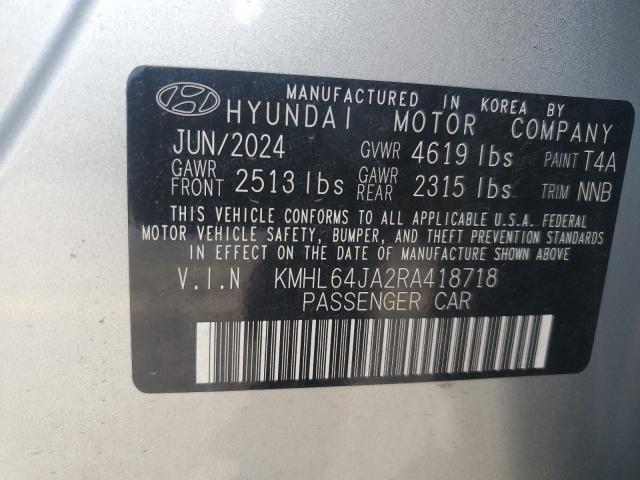 MANUFACTURED IN KOREA BY
HYUNDAI MOTOR COMPANY
JUN/2024 GVWR 4619 lbs PAINT T4A
GAWR FRONT 2513 lbs GAWR REAR 2315 lbs TRIM NNB
THIS VEHICLE CONFORMS TO ALL APPLICABLE U.S.A. FEDERAL
MOTOR VEHICLE SAFETY, BUMPER, AND THEFT PREVENTION STANDARDS
IN EFFECT ON THE DATE OF MANUFACTURE SHOWN ABOVE
V.I.N KMHL64JA2RA418718
PASSENGER CAR